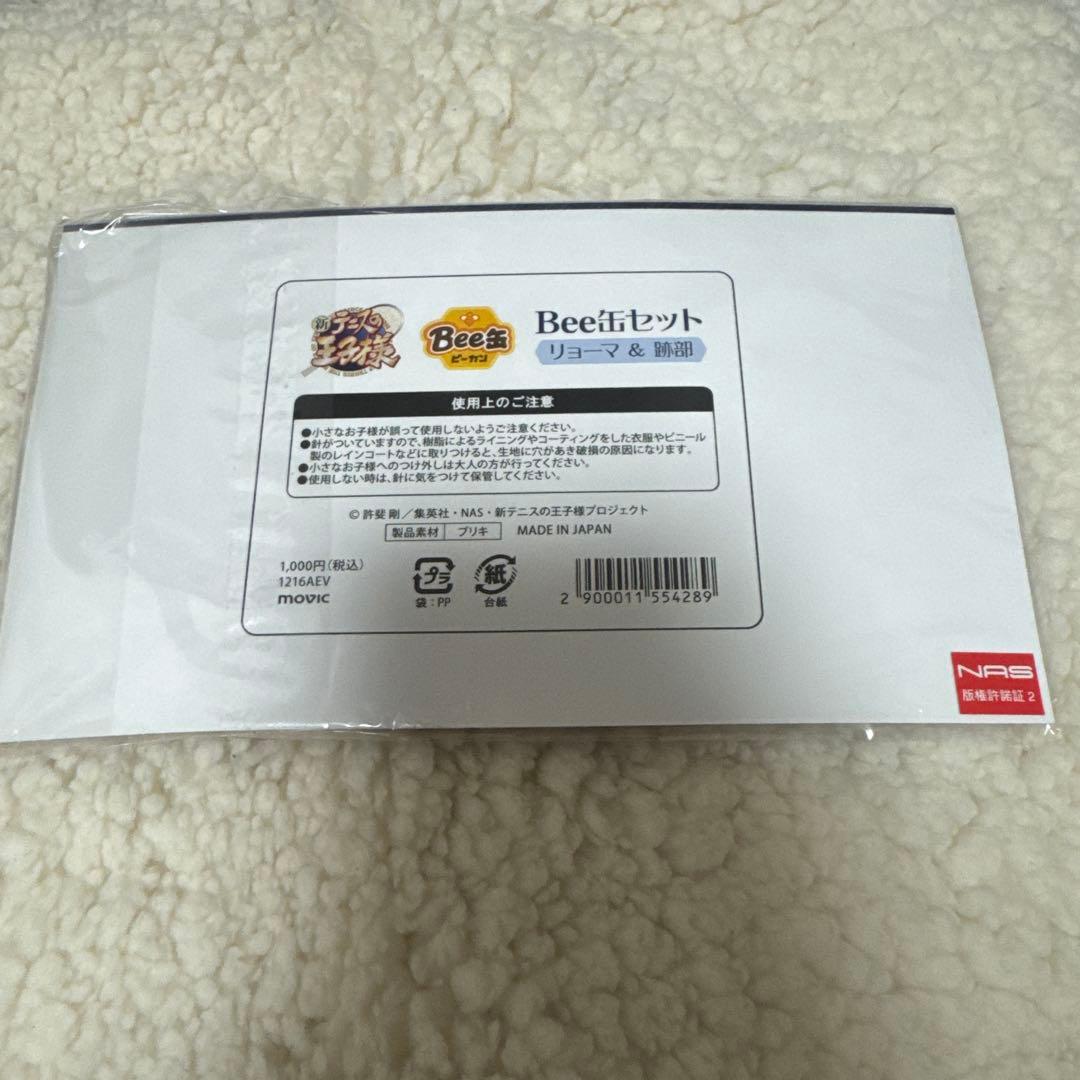 新テニスの
王子様
Bee缶
ビーカン
Bee缶セット
リョーマ & 跡部
使用上のご注意
●小さなお子様が誤って使用しないようご注意ください。
●針がついていますので、樹脂によるライニングやコーティングをした衣服やビニール
製のレインコートなどに取りつけると、生地に穴があき破損の原因になります。
●小さなお子様へのつけ外しは大人の方が行ってください。
●使用しない時は、針に気をつけて保管してください。
© 許斐 剛／集英社・NAS・新テニスの王子様プロジェクト
製品素材 ブリキ MADE IN JAPAN
1,000円（税込）
1216AEV
movic
プラ
袋：PP
紙
台紙
2 900011 554289
NAS
版権許諾証 2